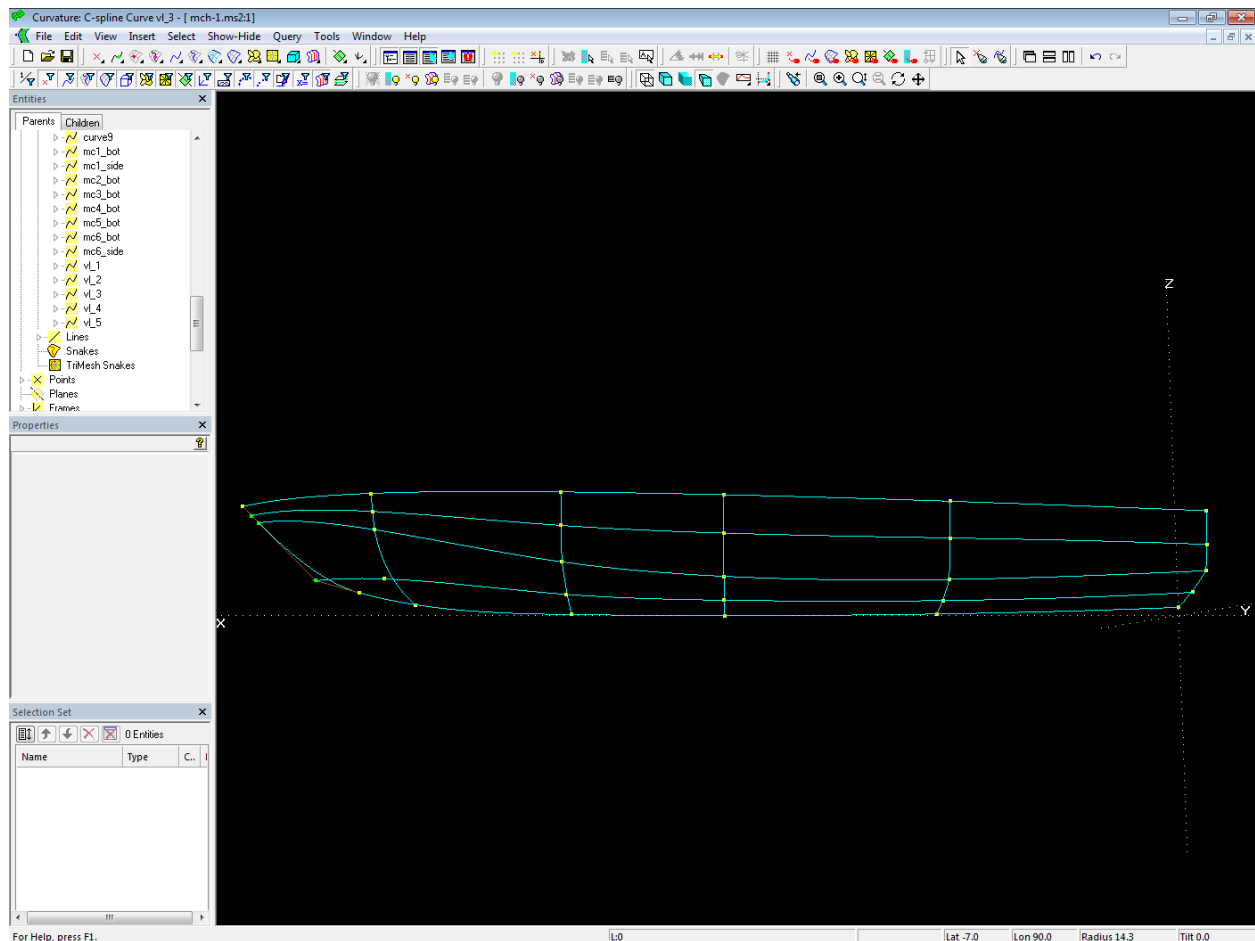 Curvature: C-spline Curve vl_3 - [ mch-1.ms2:1]
File Edit View Insert Select Show-Hide Query Tools Window Help
Entities
Parents Children
curve9
mc1_bot
mc1_side
mc2_bot
mc3_bot
mc4_bot
mc5_bot
mc6_bot
mc6_side
vl_1
vl_2
vl_3
vl_4
vl_5
Lines
Snakes
TriMesh Snakes
Points
Planes
Frames
Properties
Selection Set
0 Entities
Name Type C..
Z
X
Y
For Help, press F1. L:0 Lat -7.0 Lon 90.0 Radius 14.3 Tilt 0.0